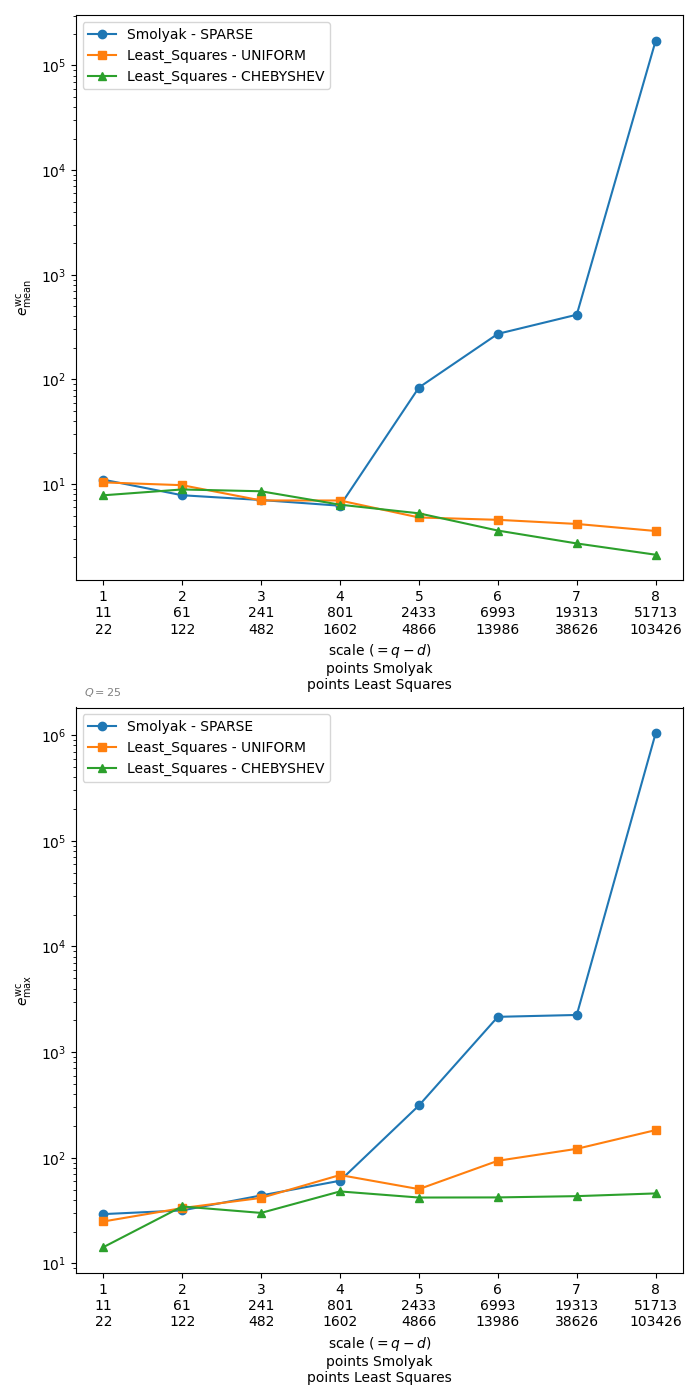 Smolyak - SPARSE
Least_Squares - UNIFORM
Least_Squares - CHEBYSHEV
10^5
10^4
10^3
10^2
10^1
e^wc_mean
1 2 3 4 5 6 7 8
11 61 241 801 2433 6993 19313 51713
22 122 482 1602 4866 13986 38626 103426
scale (= q − d)
points Smolyak
points Least Squares
Q = 25
Smolyak - SPARSE
Least_Squares - UNIFORM
Least_Squares - CHEBYSHEV
10^6
10^5
10^4
10^3
10^2
10^1
e^wc_max
1 2 3 4 5 6 7 8
11 61 241 801 2433 6993 19313 51713
22 122 482 1602 4866 13986 38626 103426
scale (= q − d)
points Smolyak
points Least Squares